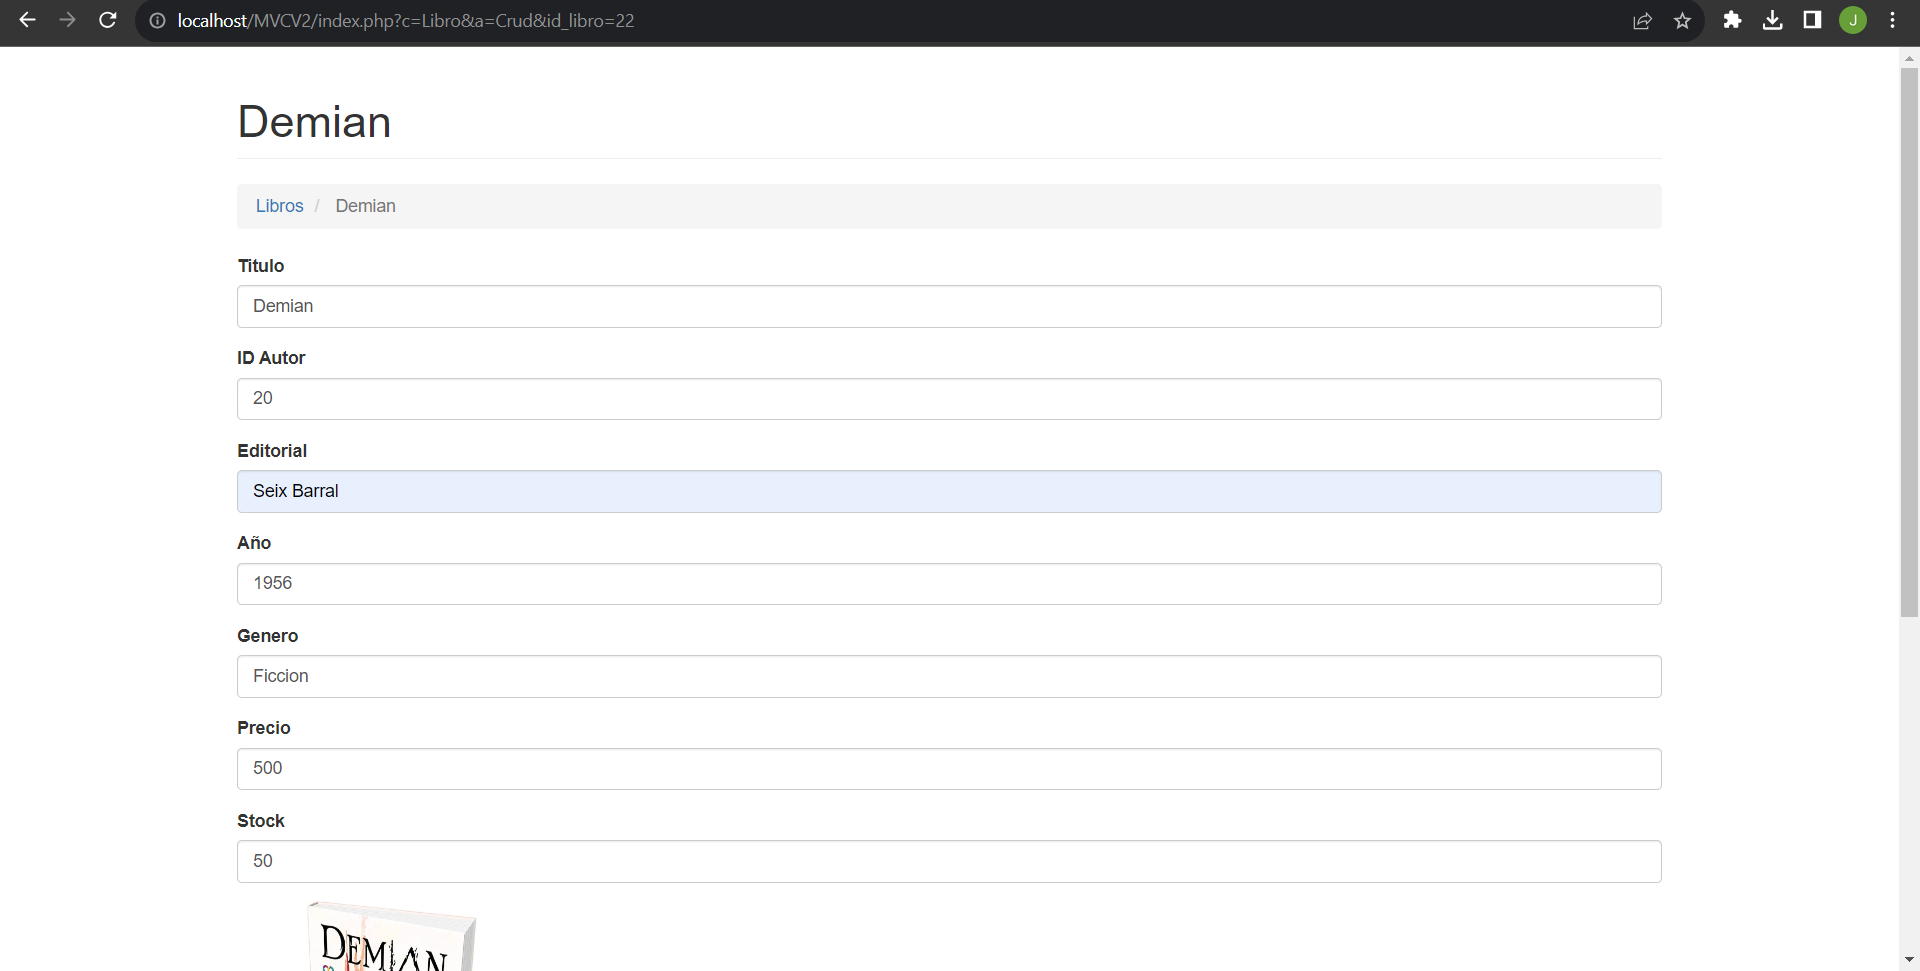 localhost/MVCV2/index.php?c=Libro&a=Crud&id_libro=22
J
Demian
Libros / Demian
Titulo
Demian
ID Autor
20
Editorial
Seix Barral
Año
1956
Genero
Ficcion
Precio
500
Stock
50
DEMIAN